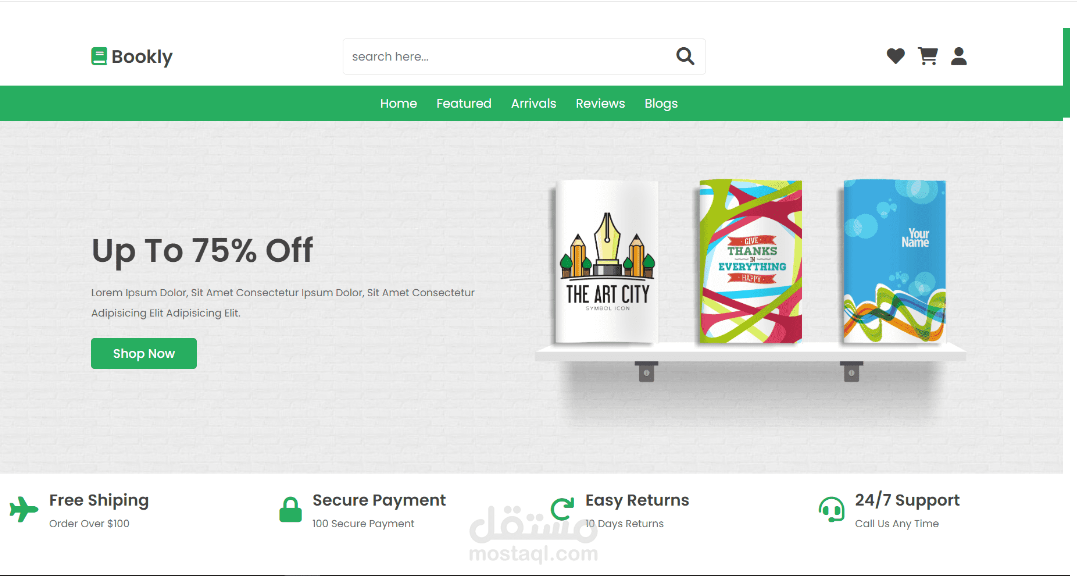 Bookly
search here...
Home Featured Arrivals Reviews Blogs
Up To 75% Off
Lorem Ipsum Dolor, Sit Amet Consectetur Ipsum Dolor, Sit Amet Consectetur
Adipisicing Elit Adipisicing Elit.
Shop Now
THE ART CITY
SYMBOL ICON
GIVE
THANKS
IN
EVERYTHING
HAPPY
Your
Name
Free Shiping
Order Over $100
Secure Payment
100 Secure Payment
Easy Returns
10 Days Returns
24/7 Support
Call Us Any Time
مستقل
mostaql.com